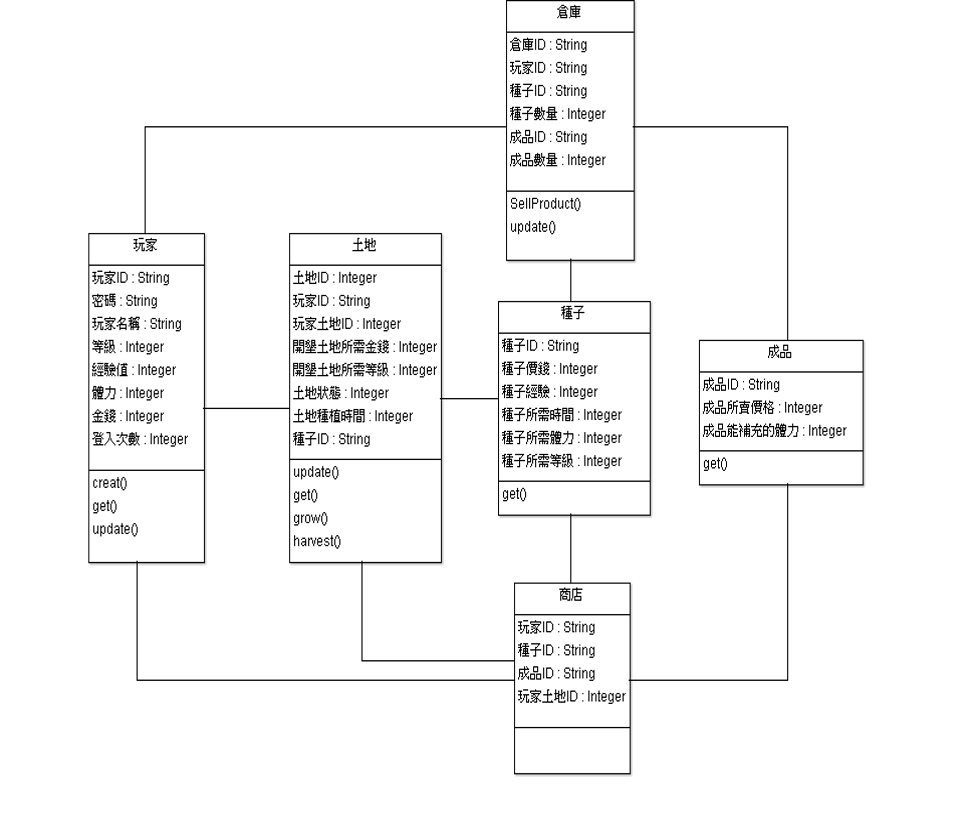 倉庫
倉庫ID : String
玩家ID : String
種子ID : String
種子數量 : Integer
成品ID : String
成品數量 : Integer
SellProduct()
update()
玩家
玩家ID : String
密碼 : String
玩家名稱 : String
等級 : Integer
經驗值 : Integer
體力 : Integer
金錢 : Integer
登入次數 : Integer
creat()
get()
update()
土地
土地ID : Integer
玩家ID : String
玩家土地ID : Integer
開墾土地所需金錢 : Integer
開墾土地所需等級 : Integer
土地狀態 : Integer
土地種植時間 : Integer
種子ID : String
update()
get()
grow()
harvest()
種子
種子ID : String
種子價錢 : Integer
種子經驗 : Integer
種子所需時間 : Integer
種子所需體力 : Integer
種子所需等級 : Integer
get()
成品
成品ID : String
成品所賣價格 : Integer
成品能補充的體力 : Integer
get()
商店
玩家ID : String
種子ID : String
成品ID : String
玩家土地ID : Integer